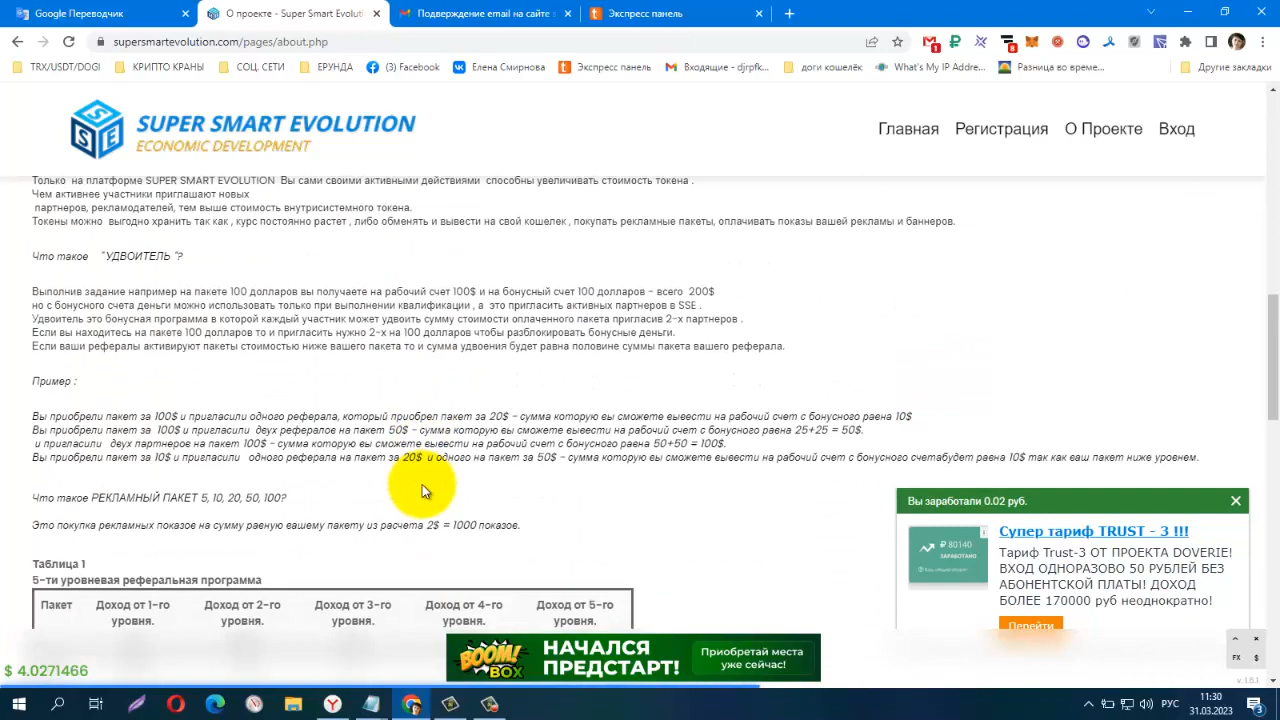 Google Переводчик
О проекте - Super Smart Evolution
Подтверждение email на сайте
Экспресс панель
supersmartevolution.com/pages/about.php
TRX/USDT/DOGI
КРИПТО КРАНЫ
СОЦ. СЕТИ
ЕРУНДА
(3) Facebook
Елена Смирнова
Экспресс панель
Входящие - djrpfk...
доги кошелёк
What's My IP Addre...
Разница во време...
Другие закладки
SUPER SMART EVOLUTION
ECONOMIC DEVELOPMENT
Главная Регистрация О Проекте Вход
Только на платформе SUPER SMART EVOLUTION Вы сами своими активными действиями способны увеличивать стоимость токена .
Чем активнее участники приглашают новых
партнеров, рекламодателей, тем выше стоимость внутрисистемного токена.
Токены можно выгодно хранить так как , курс постоянно растет , либо обменять и вывести на свой кошелек , покупать рекламные пакеты, оплачивать показы вашей рекламы и баннеров.
Что такое "УДВОИТЕЛЬ "?
Выполнив задание например на пакете 100 долларов вы получаете на рабочий счет 100$ и на бонусный счет 100 долларов - всего 200$
но с бонусного счета деньги можно использовать только при выполнении квалификации , а это пригласить активных партнеров в SSE .
Удвоитель это бонусная программа в которой каждый участник может удвоить сумму стоимости оплаченного пакета пригласив 2-х партнеров .
Если вы находитесь на пакете 100 долларов то и пригласить нужно 2-х на 100 долларов чтобы разблокировать бонусные деньги.
Если ваши рефералы активируют пакеты стоимостью ниже вашего пакета то и сумма удвоения будет равна половине суммы пакета вашего реферала.
Пример :
Вы приобрели пакет за 100$ и пригласили одного реферала, который приобрел пакет за 20$ - сумма которую вы сможете вывести на рабочий счет с бонусного равна 10$
Вы приобрели пакет за 100$ и пригласили двух рефералов на пакет 50$ - сумма которую вы сможете вывести на рабочий счет с бонусного равна 25+25 = 50$.
и пригласили двух партнеров на пакет 100$ - сумма которую вы сможете вывести на рабочий счет с бонусного равна 50+50 = 100$.
Вы приобрели пакет за 10$ и пригласили одного реферала на пакет за 20$ и одного на пакет за 50$ - сумма которую вы сможете вывести на рабочий счет с бонусного счетабудет равна 10$ так как ваш пакет ниже уровнем.
Что такое РЕКЛАМНЫЙ ПАКЕТ 5, 10, 20, 50, 100?
Это покупка рекламных показов на сумму равную вашему пакету из расчета 2$ = 1000 показов.
Таблица 1
5-ти уровневая реферальная программа
Пакет Доход от 1-го уровня. Доход от 2-го уровня. Доход от 3-го уровня. Доход от 4-го уровня. Доход от 5-го уровня.
Вы заработали 0.02 руб.
₽ 80140
ЗАРАБОТАНО
Супер тариф TRUST - 3 !!!
Тариф Trust-3 ОТ ПРОЕКТА DOVERIE!
ВХОД ОДНОРАЗОВО 50 РУБЛЕЙ БЕЗ
АБОНЕНТСКОЙ ПЛАТЫ! ДОХОД
БОЛЕЕ 170000 руб неоднократно!
Перейти
$ 4.0271466
BOOM!
BOX
НАЧАЛСЯ
ПРЕДСТАРТ!
Приобретай места
уже сейчас!
FX $
v. 1.6.1
РУС
11:30
31.03.2023